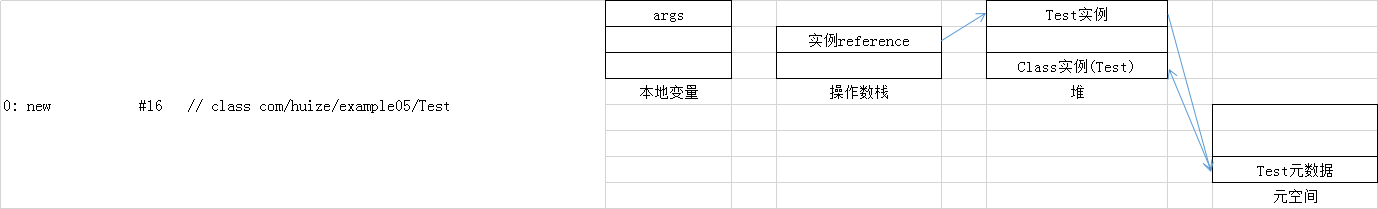 args
Test实例
实例reference
Class实例(Test)
本地变量
操作数栈
堆
0: new #16 // class com/huize/example05/Test
Test元数据
元空间